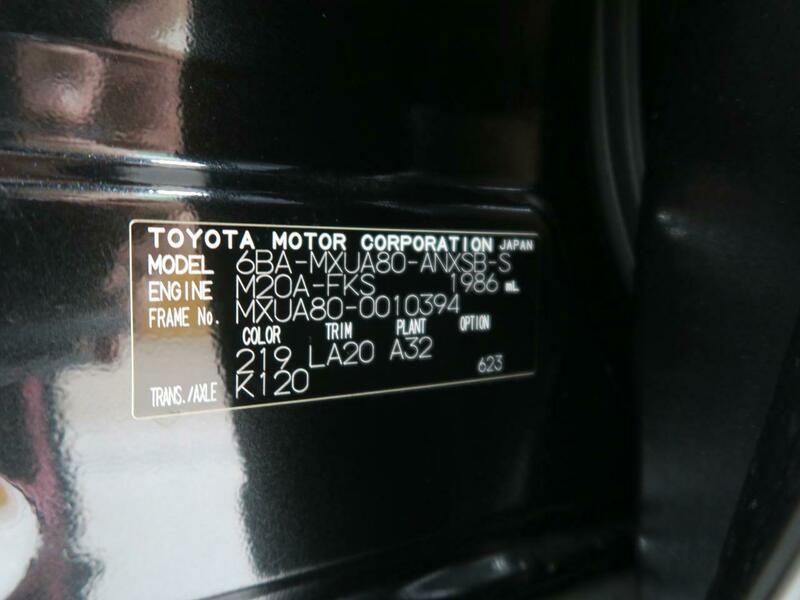 TOYOTA MOTOR CORPORATION JAPAN
MODEL 6BA-MXUA80-ANXSB-S
ENGINE M20A-FKS 1986 mL
FRAME No. MXUA80-0010394
COLOR TRIM PLANT OPTION
219 LA20 A32
TRANS./AXLE K120 623